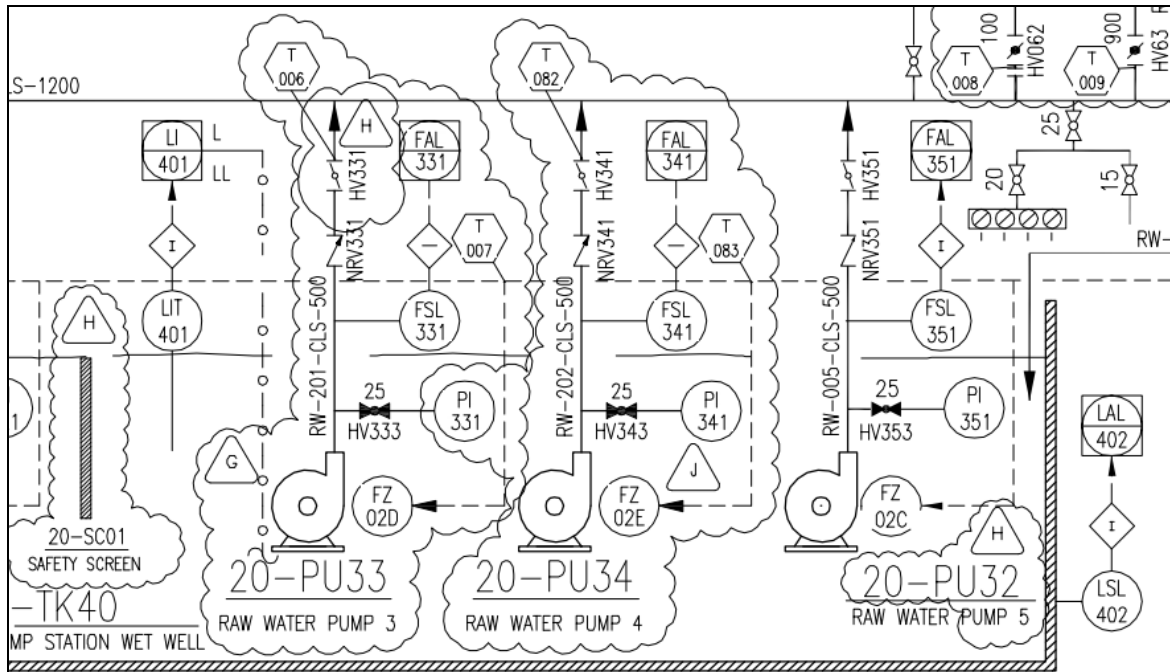 LS-1200
T
006
H
HV331
NRV331
RW-201-CLS-500
LI
401
L
LL
I
LIT
401
FAL
331
T
007
FSL
331
25
HV333
PI
331
G
FZ
02D
20-PU33
RAW WATER PUMP 3
H
20-SC01
SAFETY SCREEN
-TK40
MP STATION WET WELL
T
082
HV341
NRV341
RW-202-CLS-500
FAL
341
T
083
FSL
341
25
HV343
PI
341
J
FZ
02E
20-PU34
RAW WATER PUMP 4
HV351
NRV351
RW-005-CLS-500
FAL
351
I
FSL
351
25
HV353
PI
351
FZ
02C
H
20-PU32
RAW WATER PUMP 5
T
008
100
HV062
T
009
900
HV63
25
20
15
RW-
LAL
402
I
LSL
402